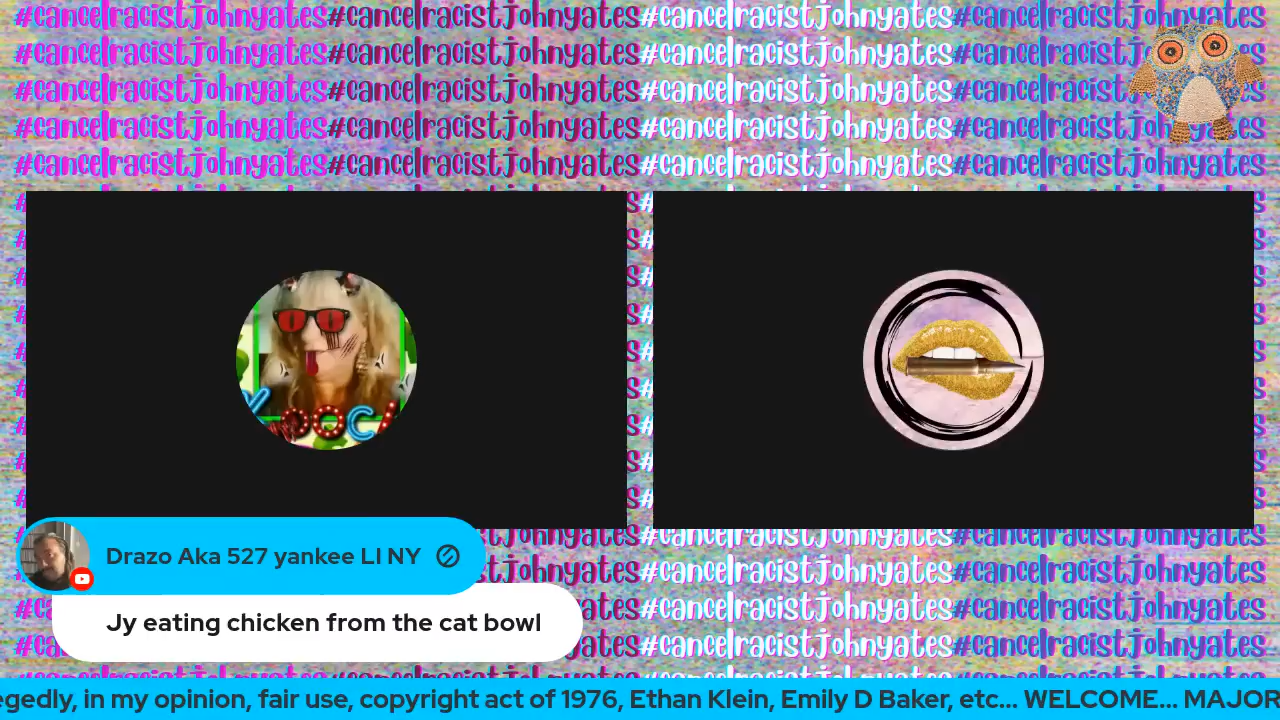 #cancelracistjohnyates#cancelracistjohnyates#cancelracistjohnyates#cancelracistjohnyates
#cancelracistjohnyates#cancelracistjohnyates#cancelracistjohnyates#cancelracistjohnyates
#cancelracistjohnyates#cancelracistjohnyates#cancelracistjohnyates#cancelracistjohnyates
#cancelracistjohnyates#cancelracistjohnyates#cancelracistjohnyates#cancelracistjohnyates
#cancelracistjohnyates#cancelracistjohnyates#cancelracistjohnyates#cancelracistjohnyates
Drazo Aka 527 yankee LI NY
Jy eating chicken from the cat bowl
egedly, in my opinion, fair use, copyright act of 1976, Ethan Klein, Emily D Baker, etc... WELCOME... MAJOR